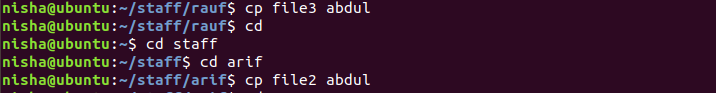 nisha@ubuntu:~/staff/rauf$ cp file3 abdul
nisha@ubuntu:~/staff/rauf$ cd
nisha@ubuntu:~$ cd staff
nisha@ubuntu:~/staff$ cd arif
nisha@ubuntu:~/staff/arif$ cp file2 abdul